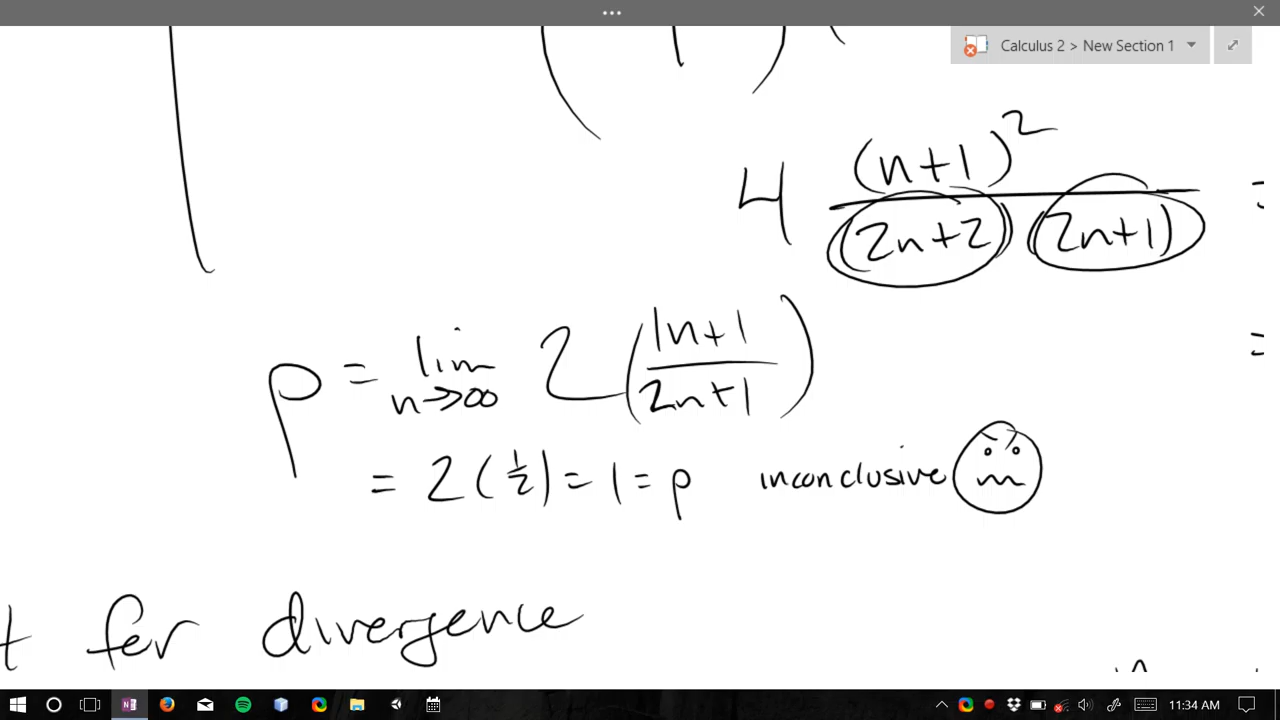 Calculus 2 > New Section 1
4 (n+1)² / (2n+2)(2n+1) =
ρ = lim n→∞ 2 (1n+1 / 2n+1) =
= 2 (1/2) = 1 = ρ inconclusive
t for divergence
n
11:34 AM